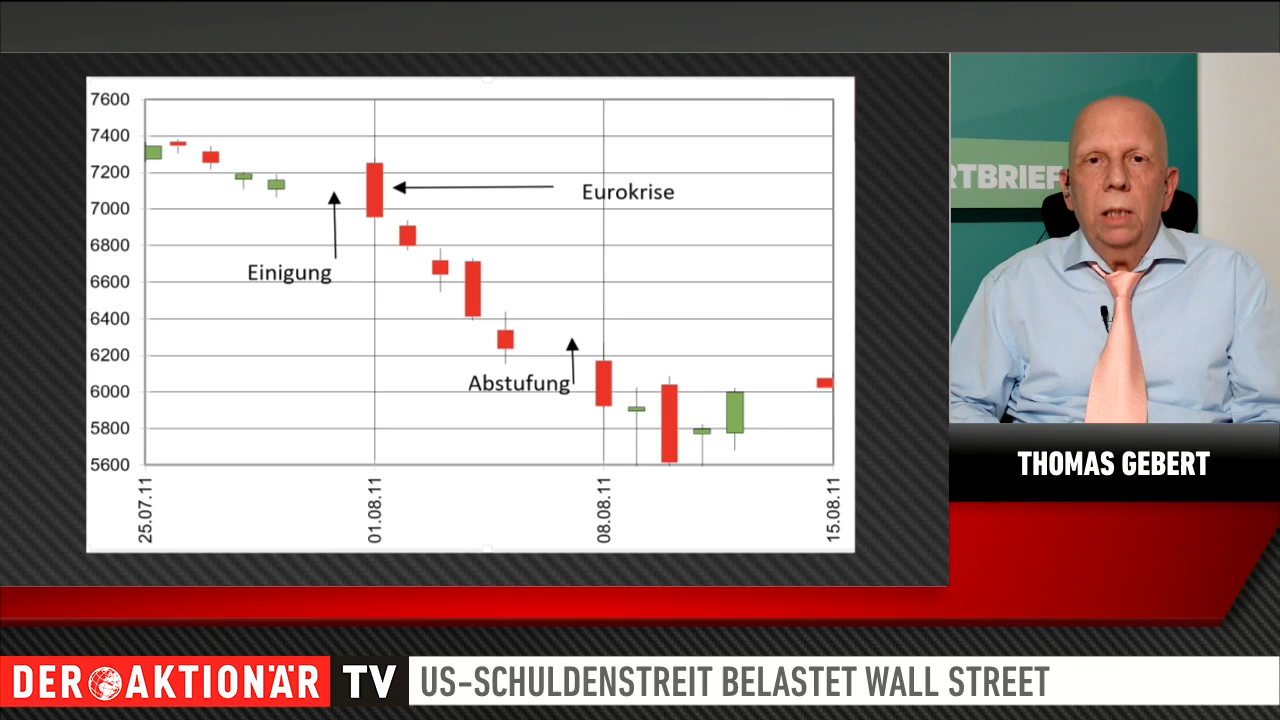 7600
7400
7200
7000
6800
6600
6400
6200
6000
5800
5600
Eurokrise
Einigung
Abstufung
25.07.11
01.08.11
08.08.11
15.08.11
RTBRIEF
THOMAS GEBERT
DER AKTIONÄR TV
US-SCHULDENSTREIT BELASTET WALL STREET